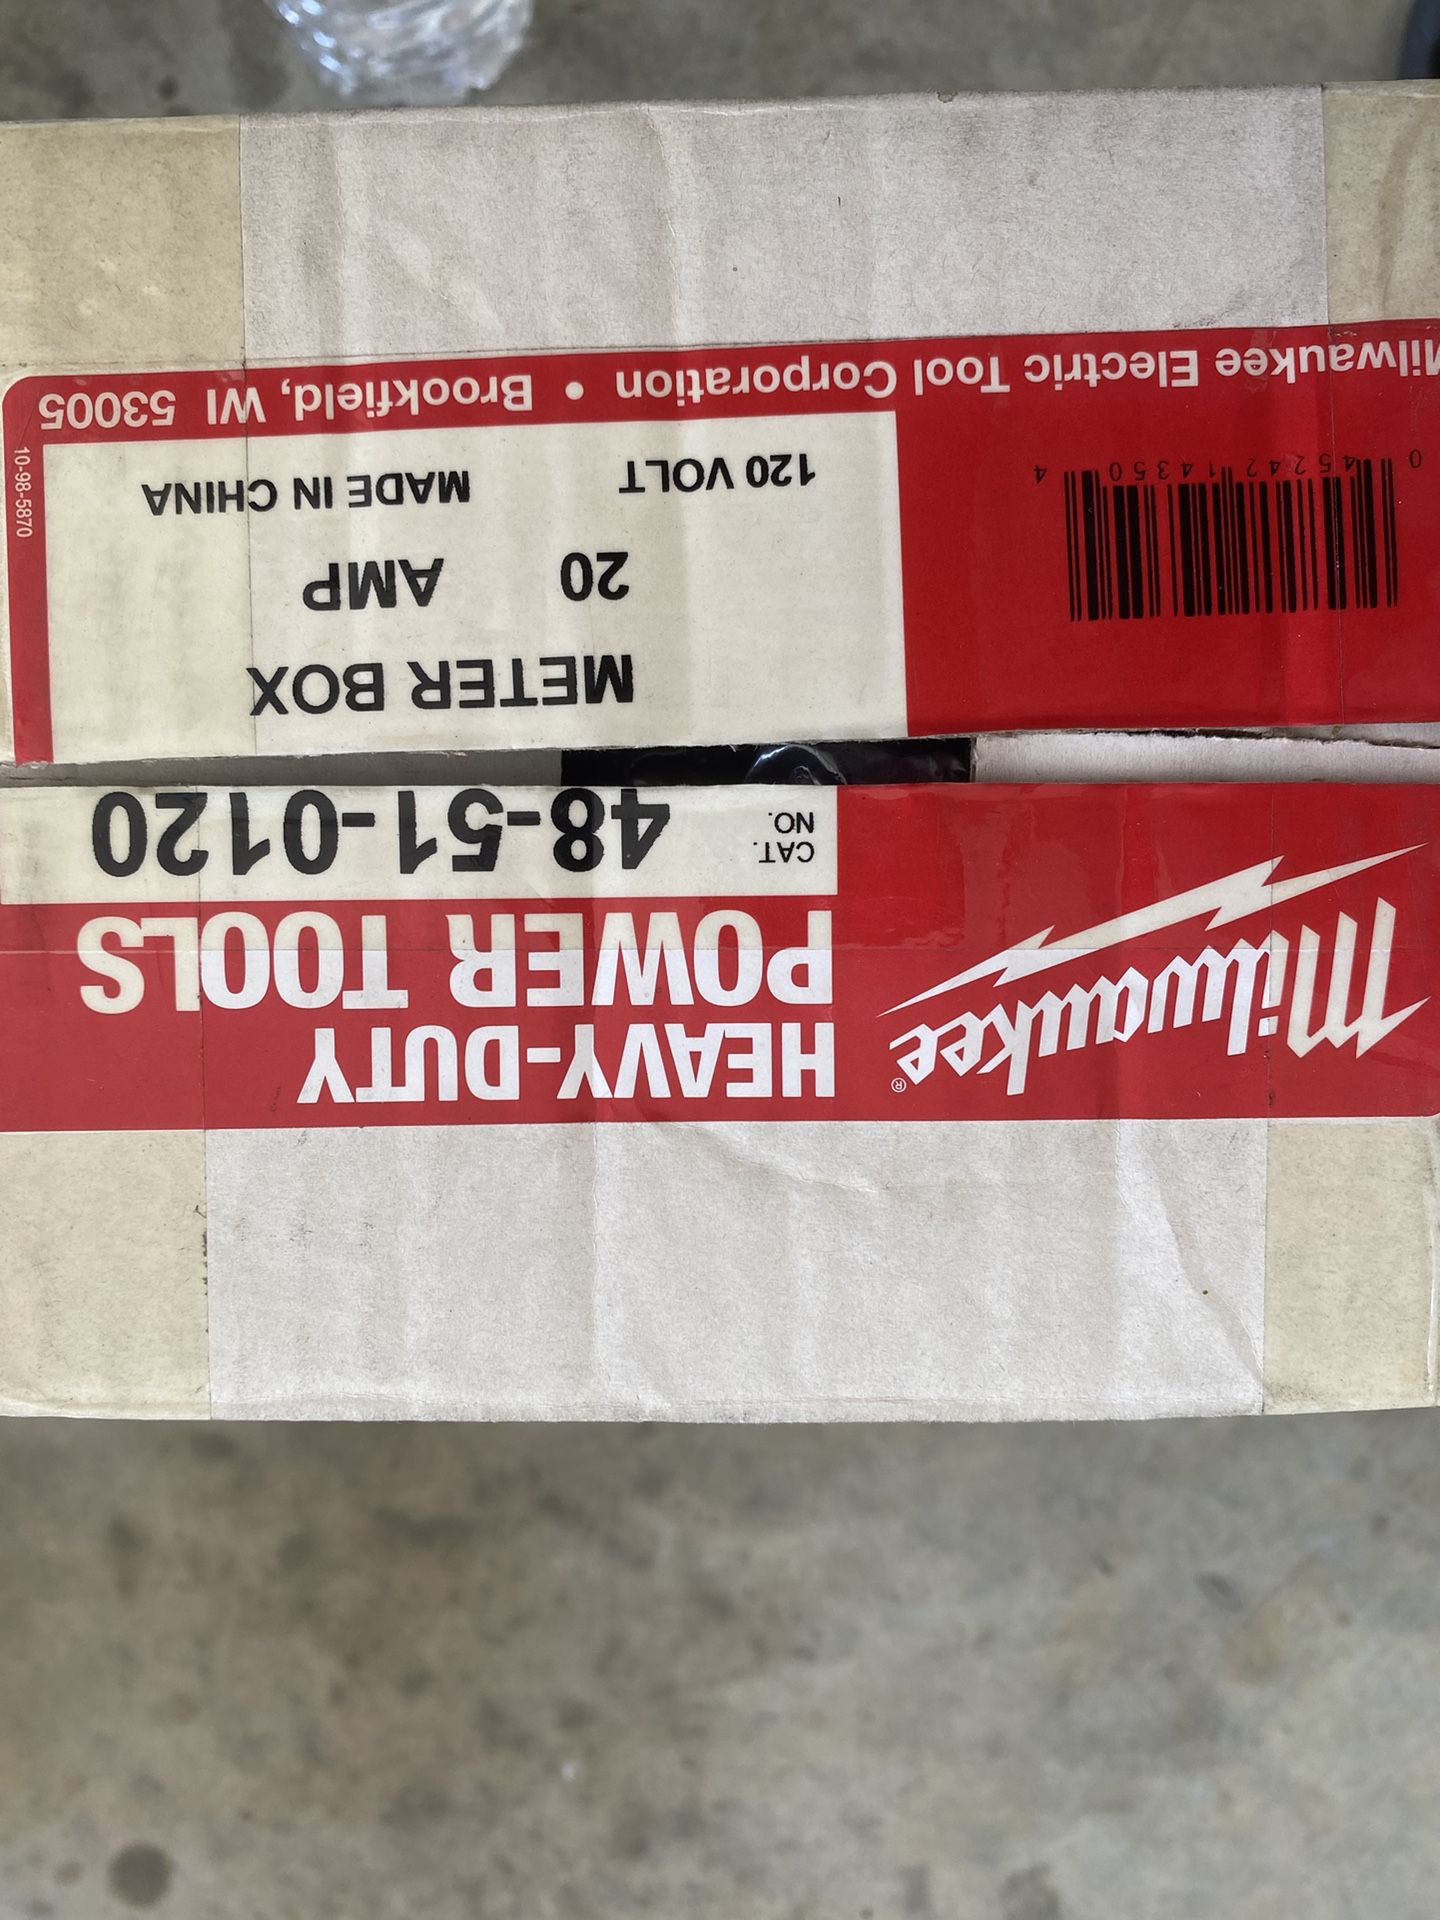 Milwaukee®
HEAVY-DUTY
POWER TOOLS
CAT.
NO.
48-51-0120
METER BOX
20 AMP
120 VOLT MADE IN CHINA
0 45242 14350 4
10-98-5870
Milwaukee Electric Tool Corporation • Brookfield, WI 53005